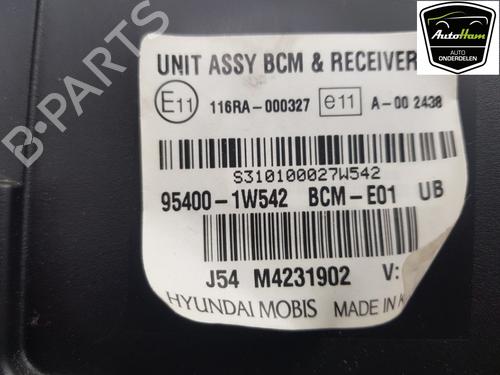 AutoHam
AUTO
ONDERDELEN
UNIT ASSY BCM & RECEIVER
E11 116RA-000327 e11 A-00 2438
S310100027W542
95400-1W542 BCM-E01 UB
J54 M4231902 V:
HYUNDAI MOBIS MADE IN K
B-PARTS